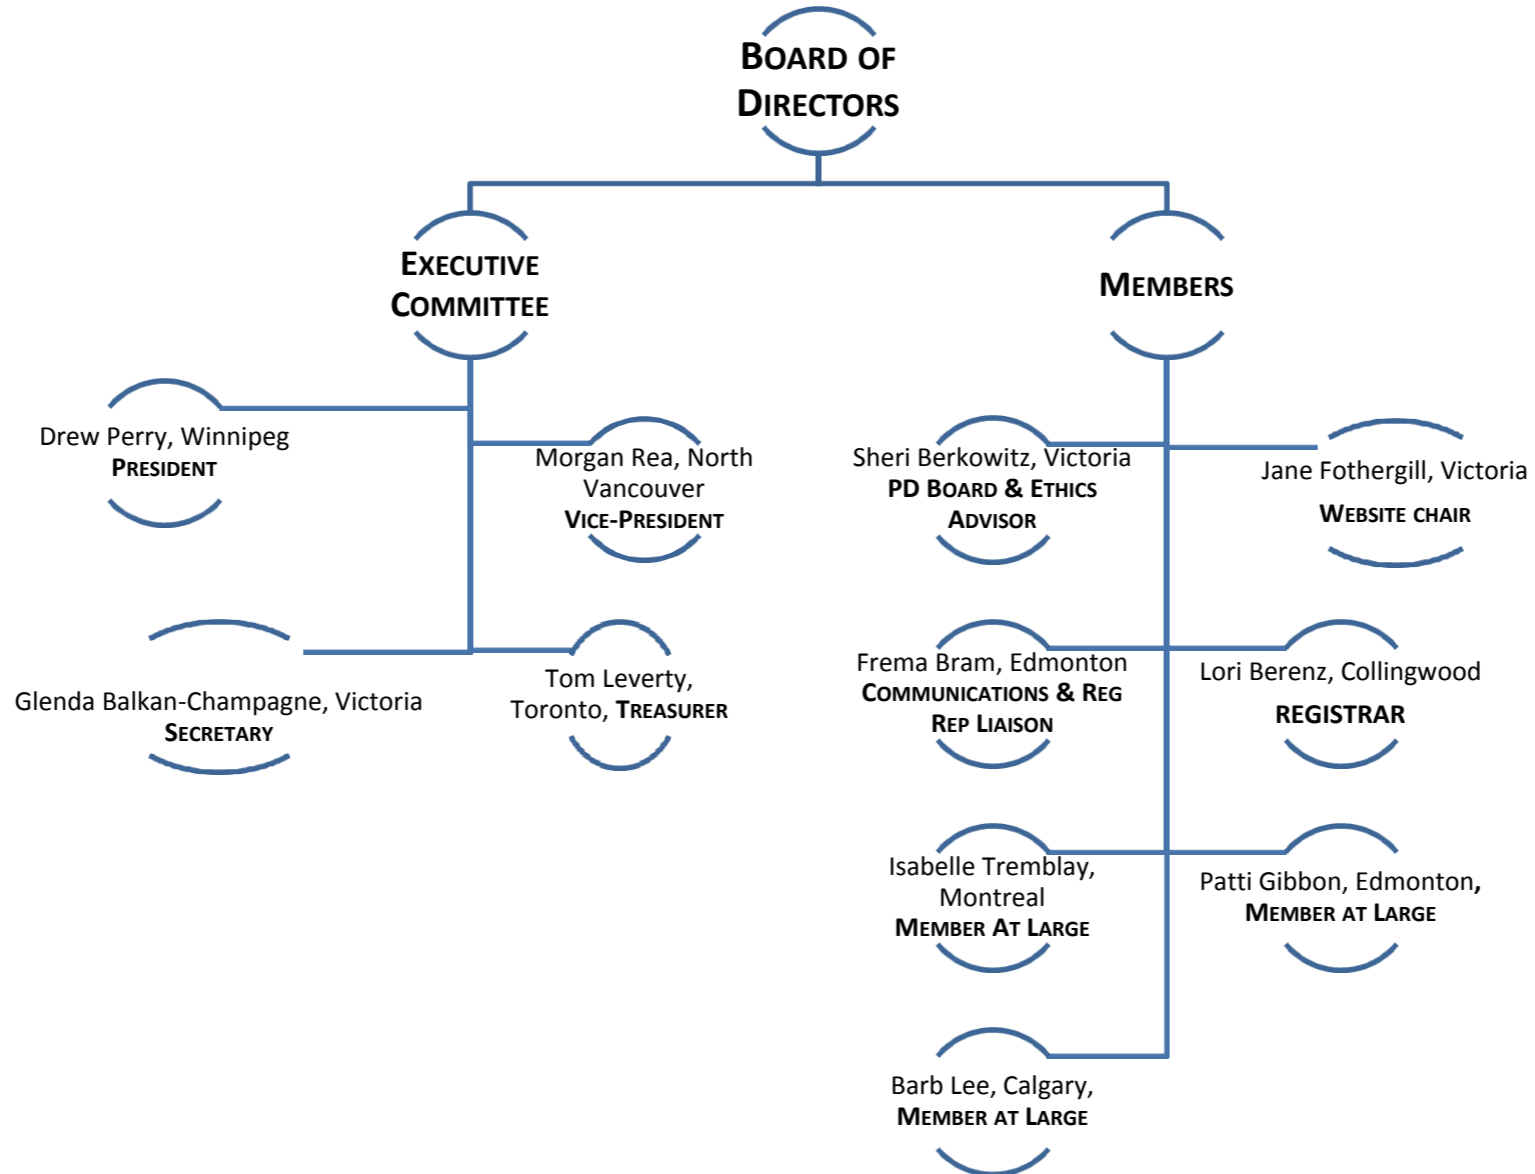 BOARD OF
DIRECTORS
EXECUTIVE
COMMITTEE
MEMBERS
Drew Perry, Winnipeg
PRESIDENT
Morgan Rea, North
Vancouver
VICE-PRESIDENT
Sheri Berkowitz, Victoria
PD BOARD & ETHICS
ADVISOR
Jane Fothergill, Victoria
WEBSITE CHAIR
Glenda Balkan-Champagne, Victoria
SECRETARY
Tom Leverty,
Toronto, TREASURER
Frema Bram, Edmonton
COMMUNICATIONS & REG
REP LIAISON
Lori Berenz, Collingwood
REGISTRAR
Isabelle Tremblay,
Montreal
MEMBER AT LARGE
Patti Gibbon, Edmonton,
MEMBER AT LARGE
Barb Lee, Calgary,
MEMBER AT LARGE